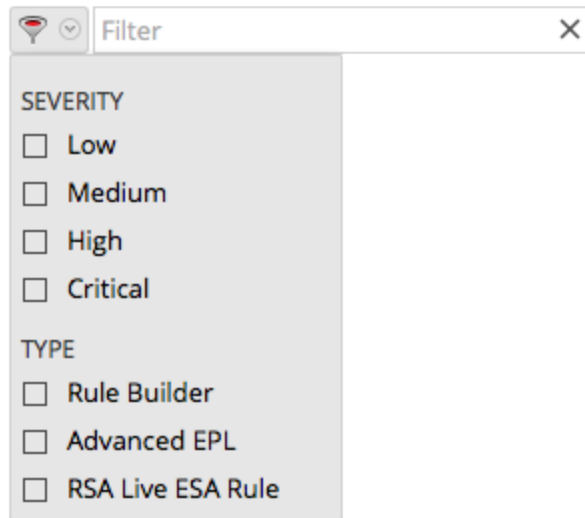 Filter
SEVERITY
Low
Medium
High
Critical
TYPE
Rule Builder
Advanced EPL
RSA Live ESA Rule